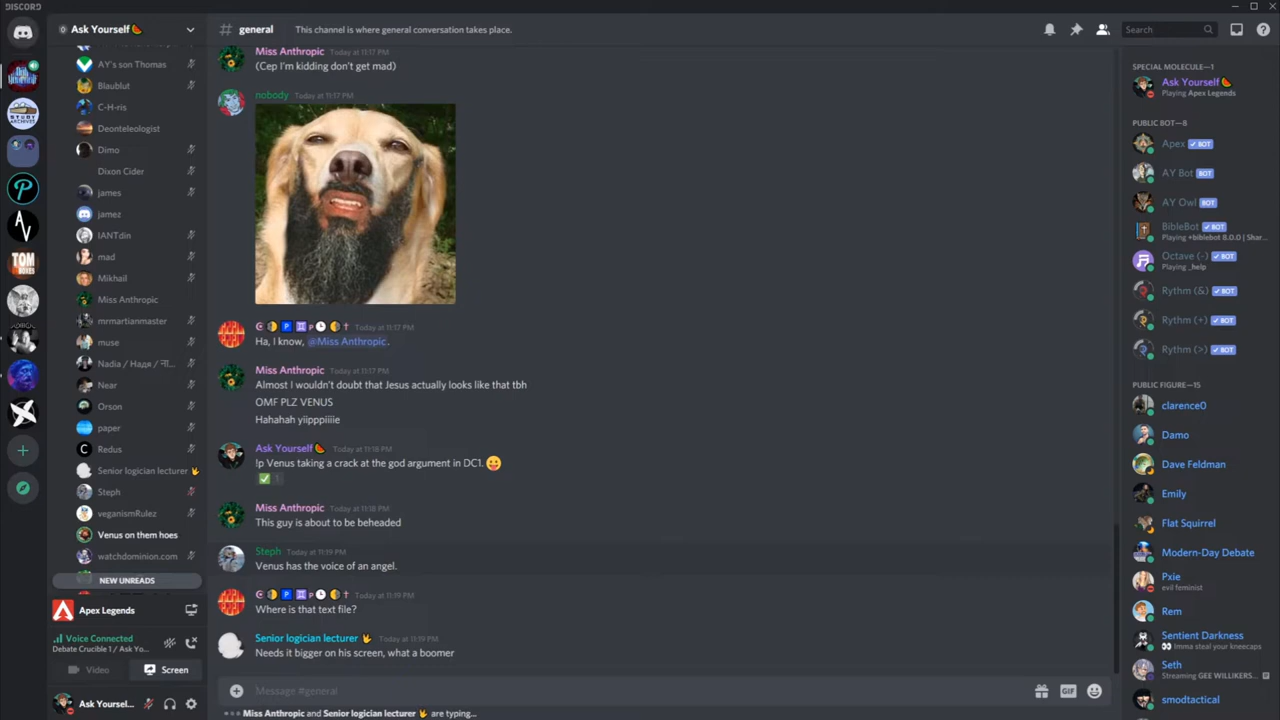 DISCORD
Ask Yourself🍉
# general
This channel is where general conversation takes place.
Search
AY's son Thomas
Blaublut
C-H-ris
Deonteleologist
Dimo
Dixon Cider
james
jamez
IANTdin
mad
Mikhail
Miss Anthropic
mrmartianmaster
muse
Nadia / Надя / ना...
Near
Orson
paper
Redus
Senior logician lecturer
Steph
veganismRulez
Venus on them hoes
watchdominion.com
NEW UNREADS
Apex Legends
Voice Connected
Debate Crucible 1 / Ask Yo...
Video
Screen
Ask Yoursel...
TOM
Miss Anthropic Today at 11:17 PM
(Cep I'm kidding don't get mad)
nobody Today at 11:17 PM
Today at 11:17 PM
Ha, I know, @Miss Anthropic.
Miss Anthropic Today at 11:17 PM
Almost I wouldn't doubt that Jesus actually looks like that tbh
OMF PLZ VENUS
Hahahah yiipppiiiie
Ask Yourself🍉 Today at 11:18 PM
!p Venus taking a crack at the god argument in DC1. 😛
✅ 1
Miss Anthropic Today at 11:18 PM
This guy is about to be beheaded
Steph Today at 11:19 PM
Venus has the voice of an angel.
Today at 11:19 PM
Where is that text file?
Senior logician lecturer Today at 11:19 PM
Needs it bigger on his screen, what a boomer
Message #general
GIF
Miss Anthropic and Senior logician lecturer are typing...
SPECIAL MOLECULE—1
Ask Yourself🍉
Playing Apex Legends
PUBLIC BOT—8
Apex ✓ BOT
AY Bot BOT
AY Owl BOT
BibleBot ✓ BOT
Playing +biblebot 8.0.0 | Shar...
Octave (-) ✓ BOT
Playing _help
Rythm (&) ✓ BOT
Rythm (+) ✓ BOT
Rythm (>) ✓ BOT
PUBLIC FIGURE—15
clarence0
Damo
Dave Feldman
Emily
Flat Squirrel
Modern-Day Debate
Pxie
evil feminist
Rem
Sentient Darkness
👀 Imma steal your kneecaps
Seth
Streaming GEE WILLIKERS...
smodtactical